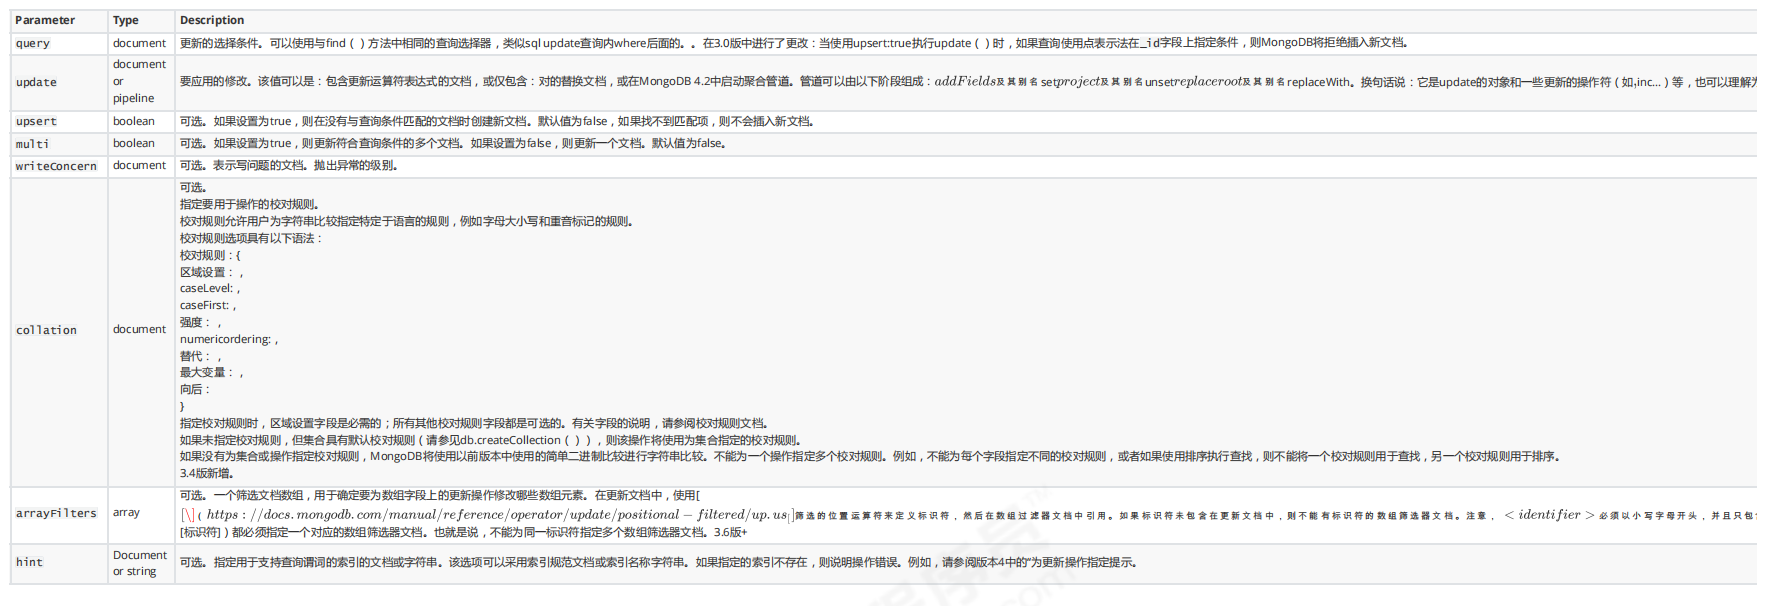 Parameter Type Description
query document 更新的选择条件。可以使用与find（）方法中相同的查询选择器，类似sql update查询内where后面的。。在3.0版中进行了更改：当使用upsert:true执行update（）时，如果查询使用点表示法在_id字段上指定条件，则MongoDB将拒绝插入新文档。
update document or pipeline 要应用的修改。该值可以是：包含更新运算符表达式的文档，或仅包含：对的替换文档，或在MongoDB 4.2中启动聚合管道。管道可以由以下阶段组成：addFields及其别名setproject及其别名unsetreplaceroot及其别名replaceWith。换句话说：它是update的对象和一些更新的操作符（如,inc...）等，也可以理解为
upsert boolean 可选。如果设置为true，则在没有与查询条件匹配的文档时创建新文档。默认值为false，如果找不到匹配项，则不会插入新文档。
multi boolean 可选。如果设置为true，则更新符合查询条件的多个文档。如果设置为false，则更新一个文档。默认值为false。
writeConcern document 可选。表示写问题的文档。抛出异常的级别。
collation document 可选。
指定要用于操作的校对规则。
校对规则允许用户为字符串比较指定特定于语言的规则，例如字母大小写和重音标记的规则。
校对规则选项具有以下语法：
校对规则：{
区域设置：，
caseLevel:，
caseFirst:，
强度：，
numericordering:，
替代：，
最大变量：，
向后：
}
指定校对规则时，区域设置字段是必需的；所有其他校对规则字段都是可选的。有关字段的说明，请参阅校对规则文档。
如果未指定校对规则，但集合具有默认校对规则（请参见db.createCollection（）），则该操作将使用为集合指定的校对规则。
如果没有为集合或操作指定校对规则，MongoDB将使用以前版本中使用的简单二进制比较进行字符串比较。不能为一个操作指定多个校对规则。例如，不能为每个字段指定不同的校对规则，或者如果使用排序执行查找，则不能将一个校对规则用于查找，另一个校对规则用于排序。
3.4版新增。
arrayFilters array 可选。一个筛选文档数组，用于确定要为数组字段上的更新操作修改哪些数组元素。在更新文档中，使用[
[\]（https://docs.mongodb.com/manual/reference/operator/update/positional-filtered/up.us[]筛选的位置运算符来定义标识符，然后在数组过滤器文档中引用。如果标识符未包含在更新文档中，则不能有标识符的数组筛选器文档。注意，<identifier>必须以小写字母开头，并且只包
[标识符]）都必须指定一个对应的数组筛选器文档。也就是说，不能为同一标识符指定多个数组筛选器文档。3.6版+
hint Document or string 可选。指定用于支持查询谓词的索引的文档或字符串。该选项可以采用索引规范文档或索引名称字符串。如果指定的索引不存在，则说明操作错误。例如，请参阅版本4中的“为更新操作指定提示。